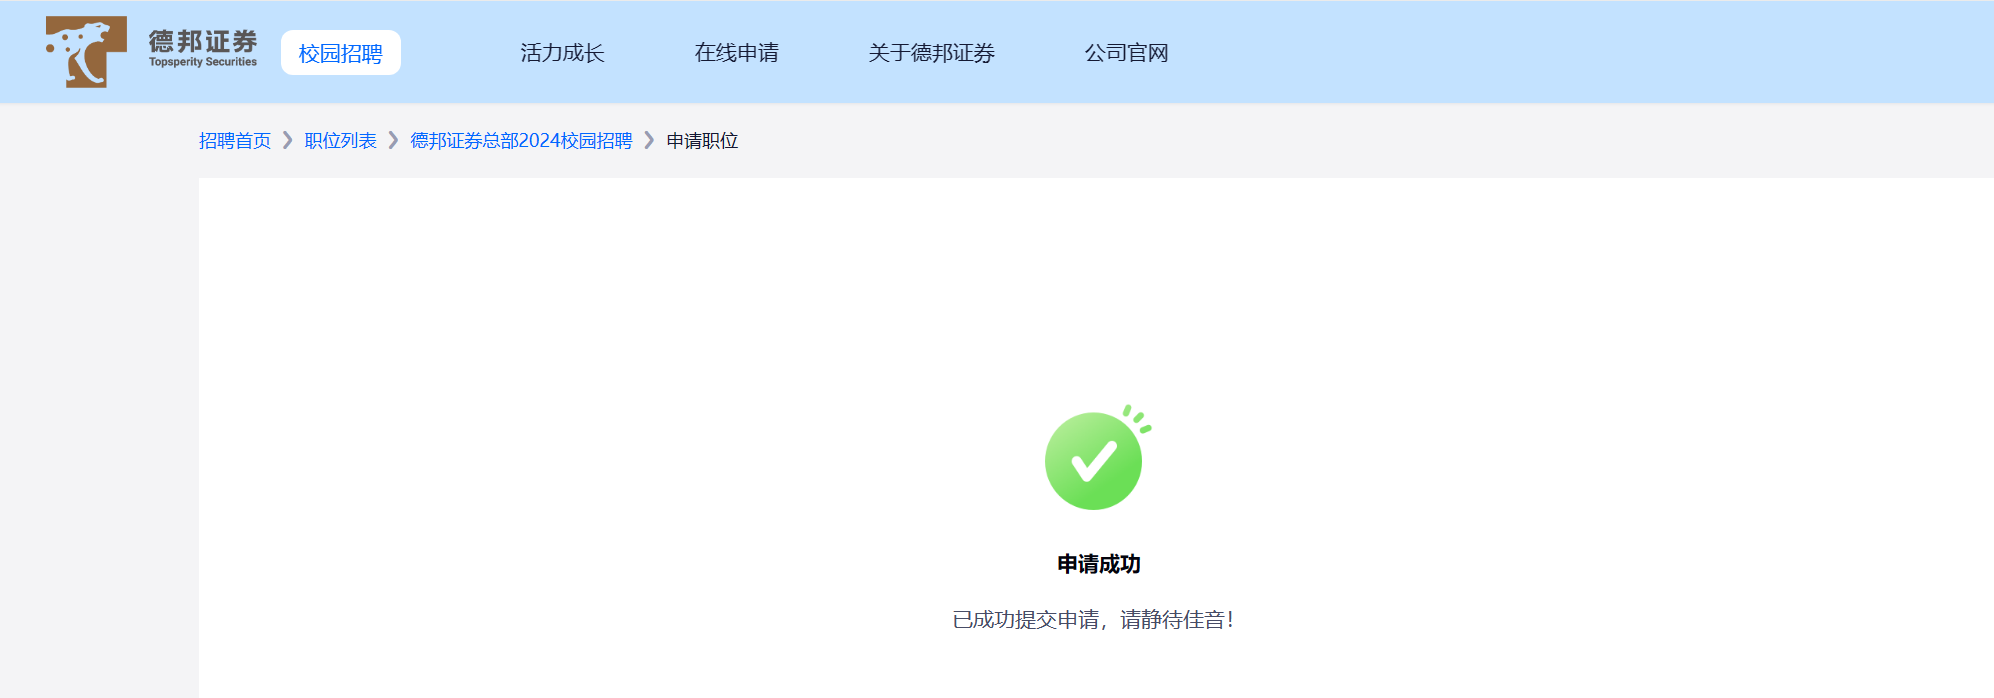 德邦证券
Topsperity Securities
校园招聘
活力成长
在线申请
关于德邦证券
公司官网
招聘首页
职位列表
德邦证券总部2024校园招聘
申请职位
申请成功
已成功提交申请，请静待佳音！